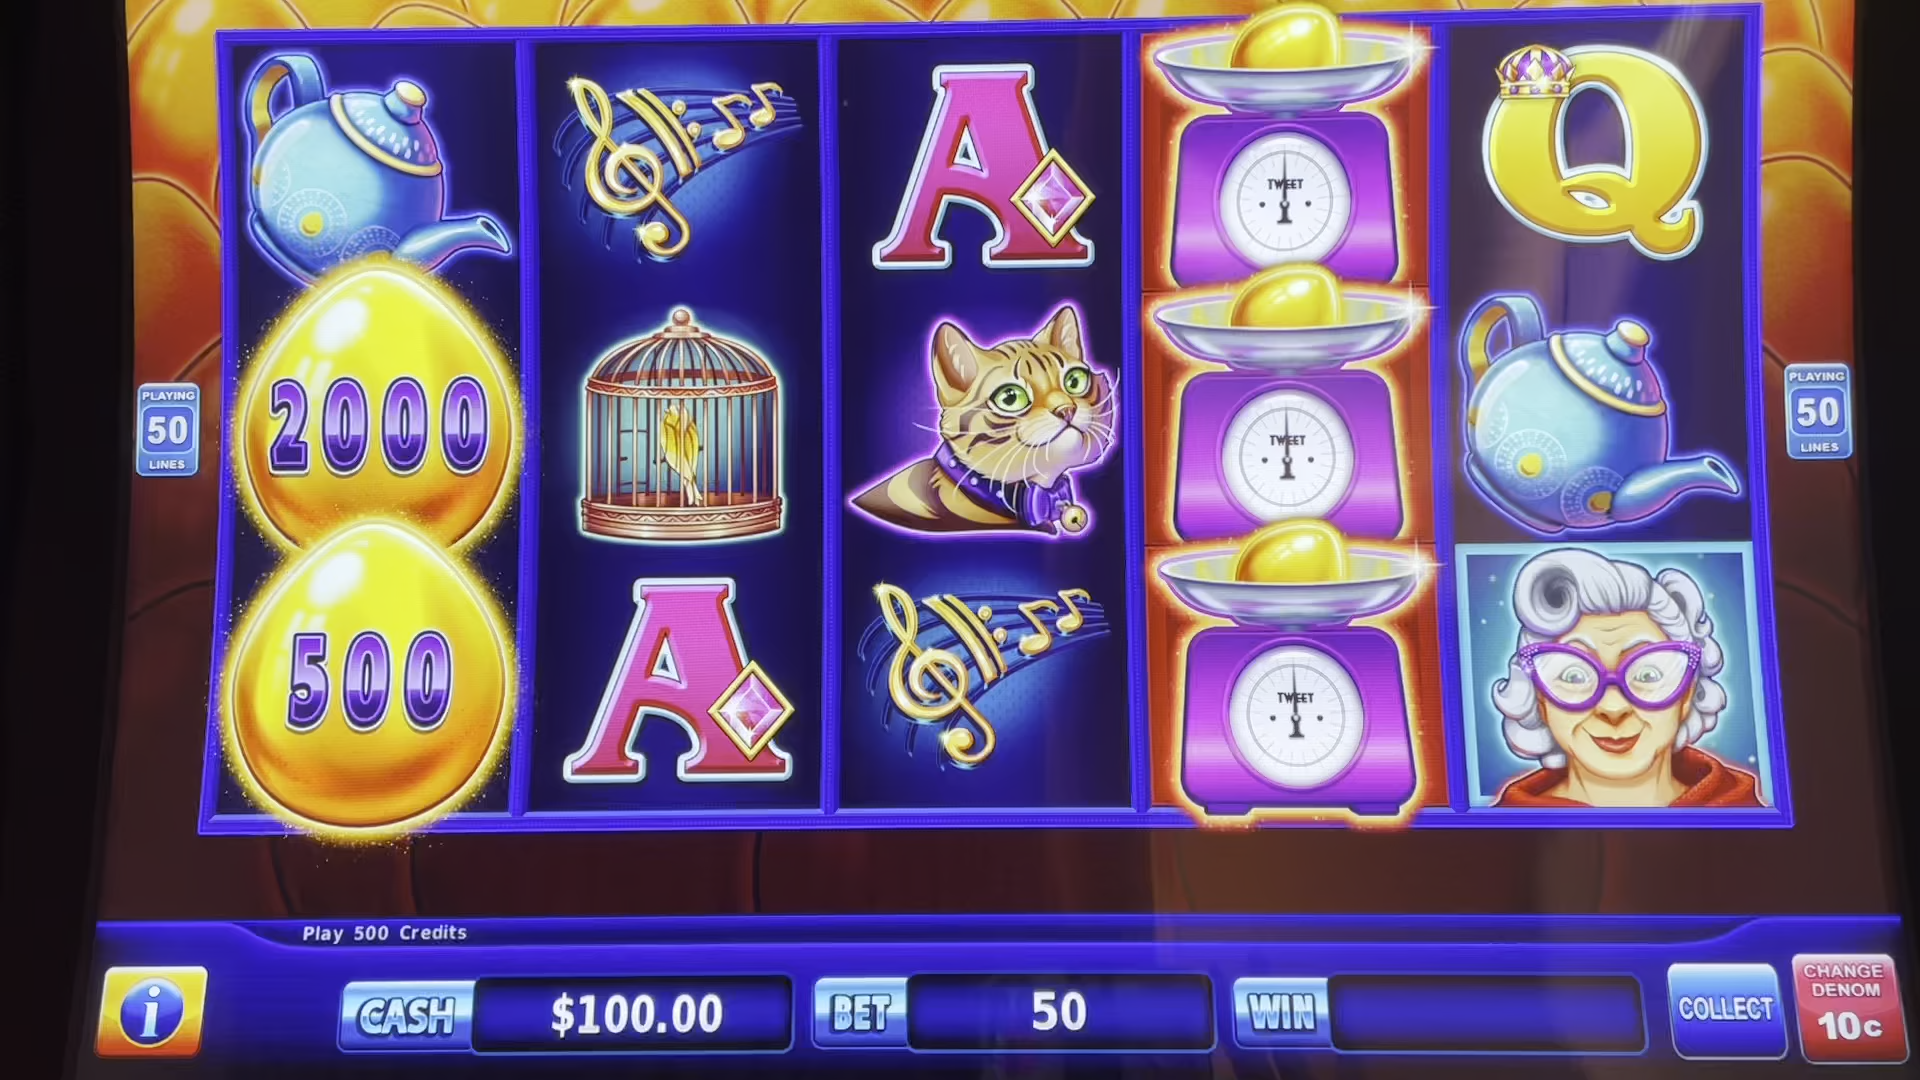 A
TWEET
Q
2000
A
TWEET
PLAYING
50
LINES
PLAYING
50
LINES
500
A
TWEET
Play 500 Credits
i
CASH
$100.00
BET
50
WIN
COLLECT
CHANGE
DENOM
10c